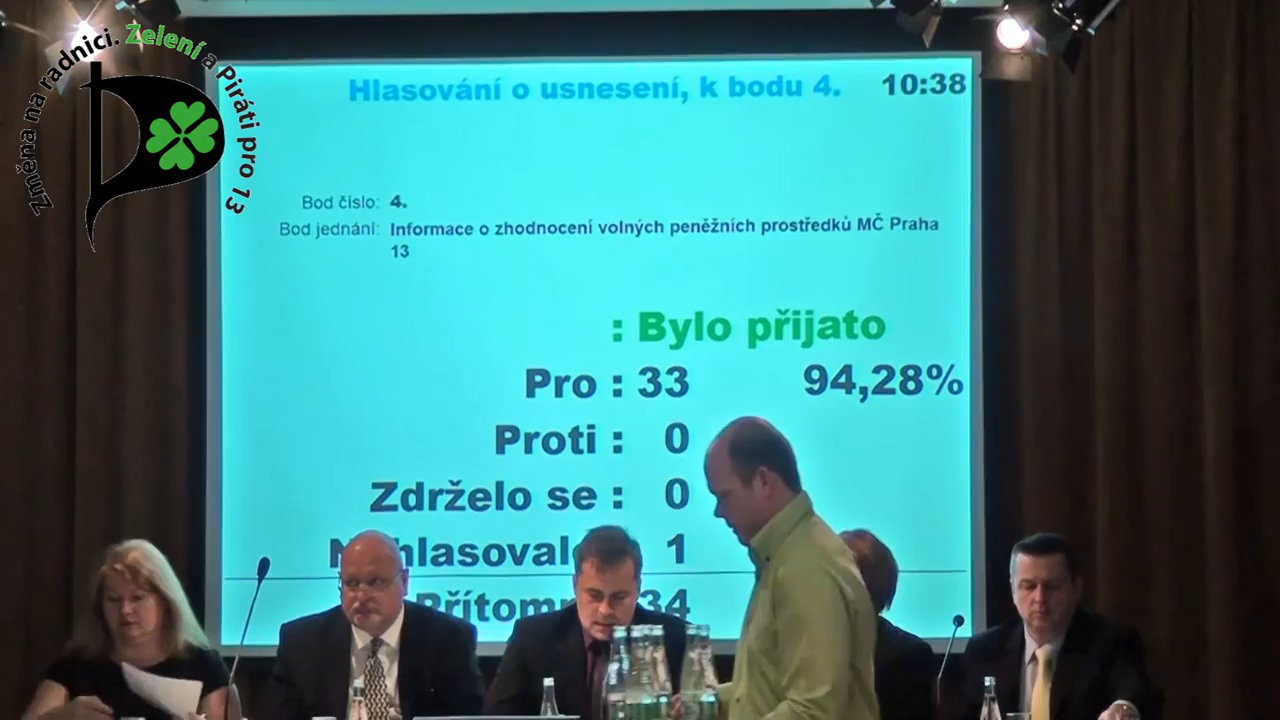 Změna na radnici. Zelení a Piráti pro 13
Hlasování o usnesení, k bodu 4. 10:38
Bod číslo: 4.
Bod jednání: Informace o zhodnocení volných peněžních prostředků MČ Praha
13
: Bylo přijato
Pro : 33 94,28%
Proti : 0
Zdrželo se : 0
1
34